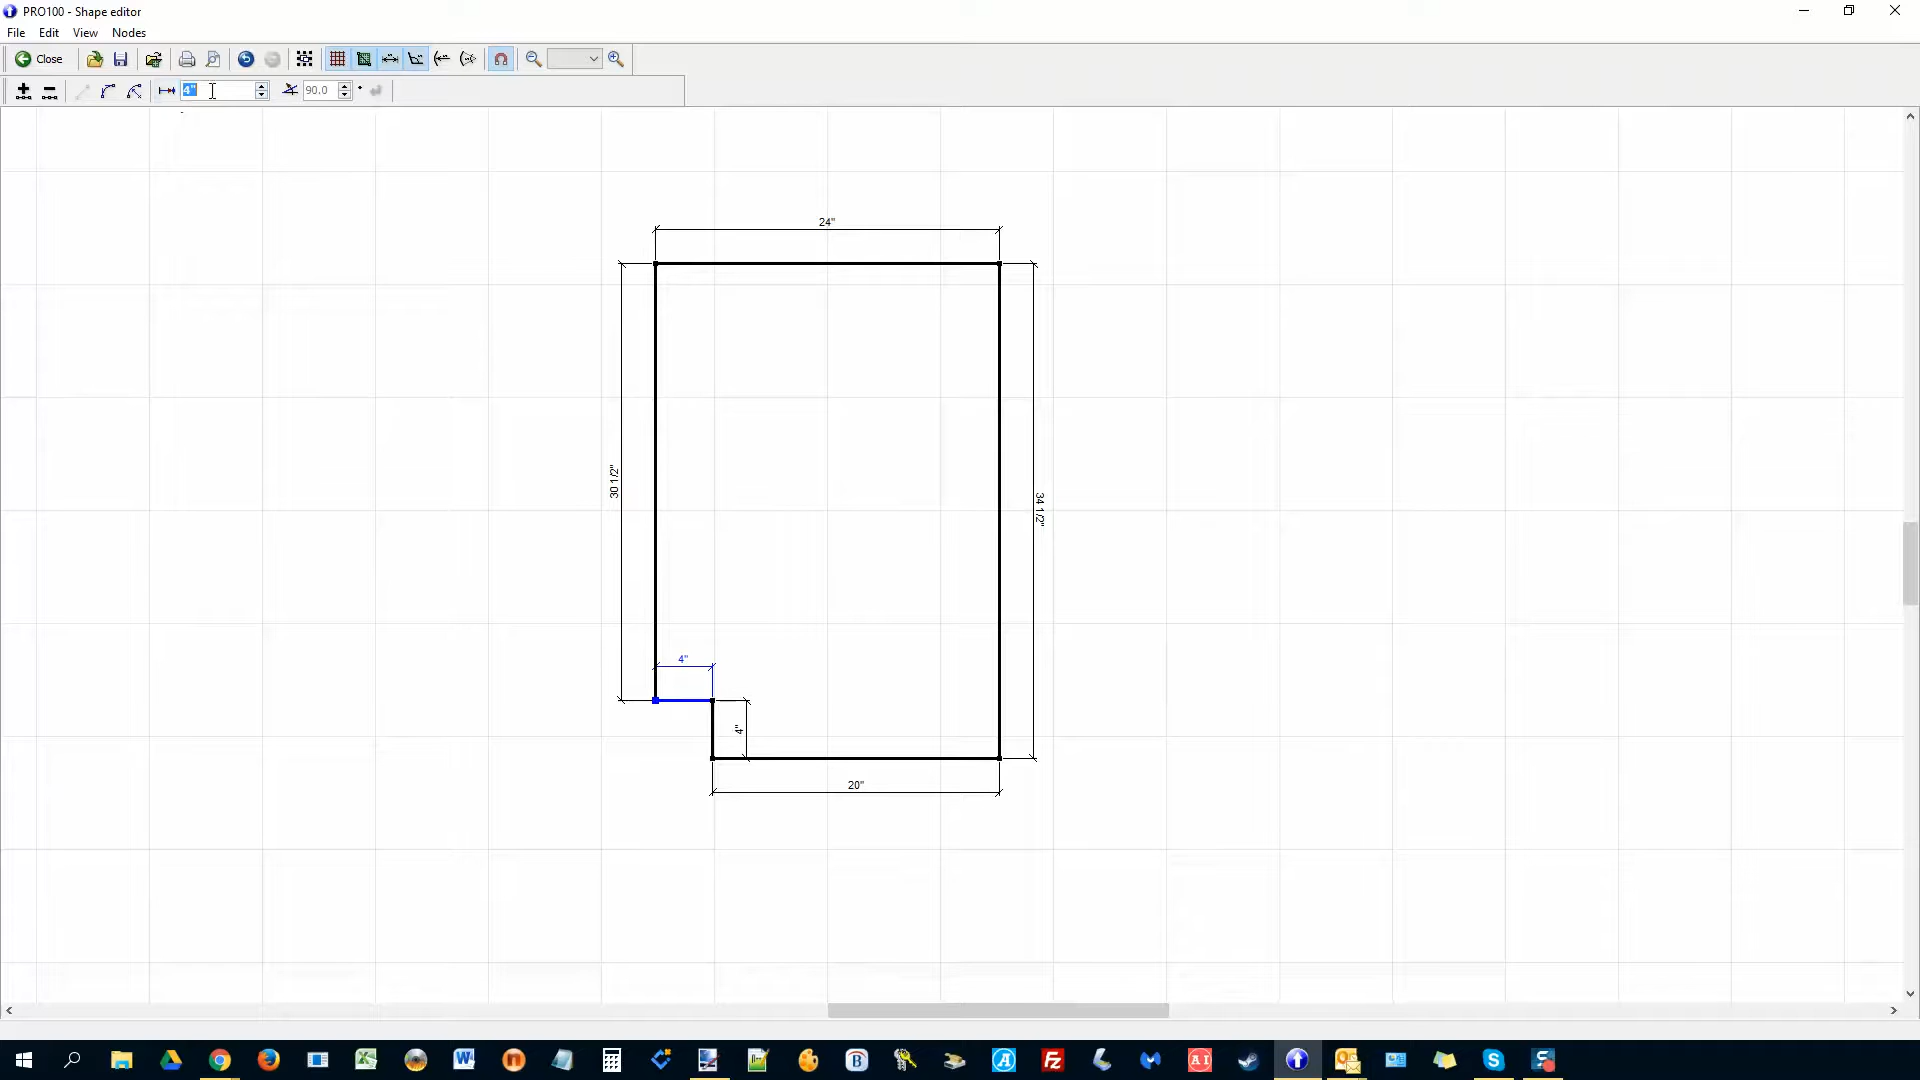 PRO100 - Shape editor
File Edit View Nodes
Close
4" 90.0 °
24"
30 1/2"
34 1/2"
4"
4"
20"